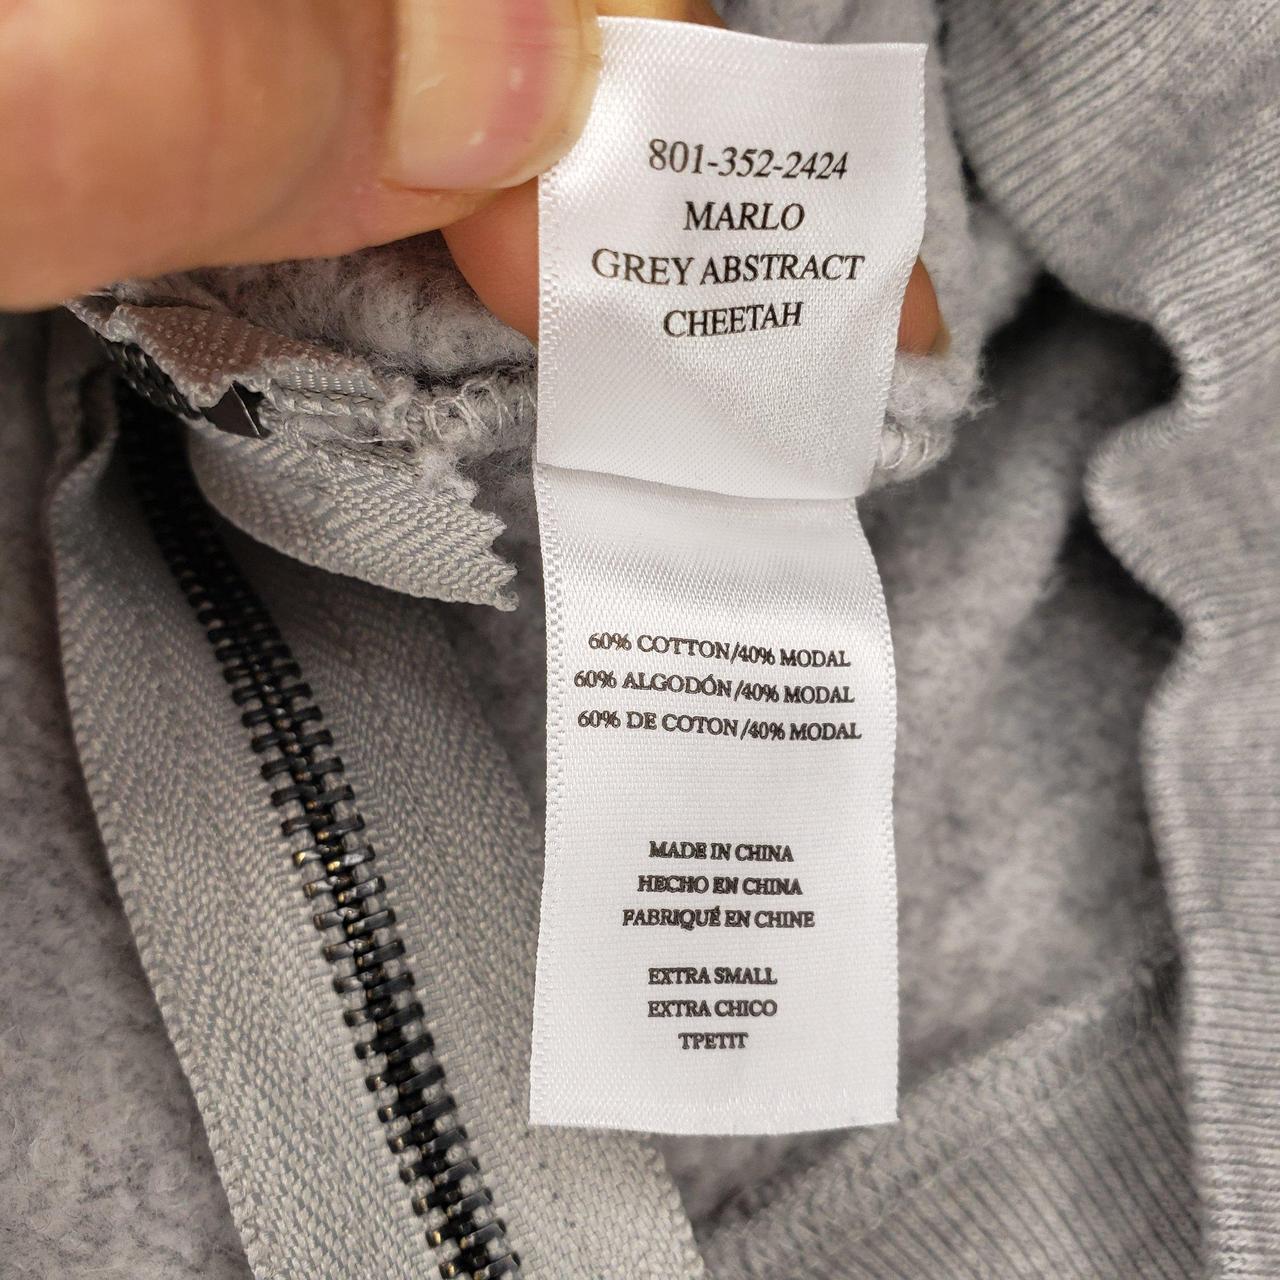 801-352-2424
MARLO
GREY ABSTRACT
CHEETAH
60% COTTON/40% MODAL
60% ALGODÓN/40% MODAL
60% DE COTON/40% MODAL
MADE IN CHINA
HECHO EN CHINA
FABRIQUÉ EN CHINE
EXTRA SMALL
EXTRA CHICO
TPETIT